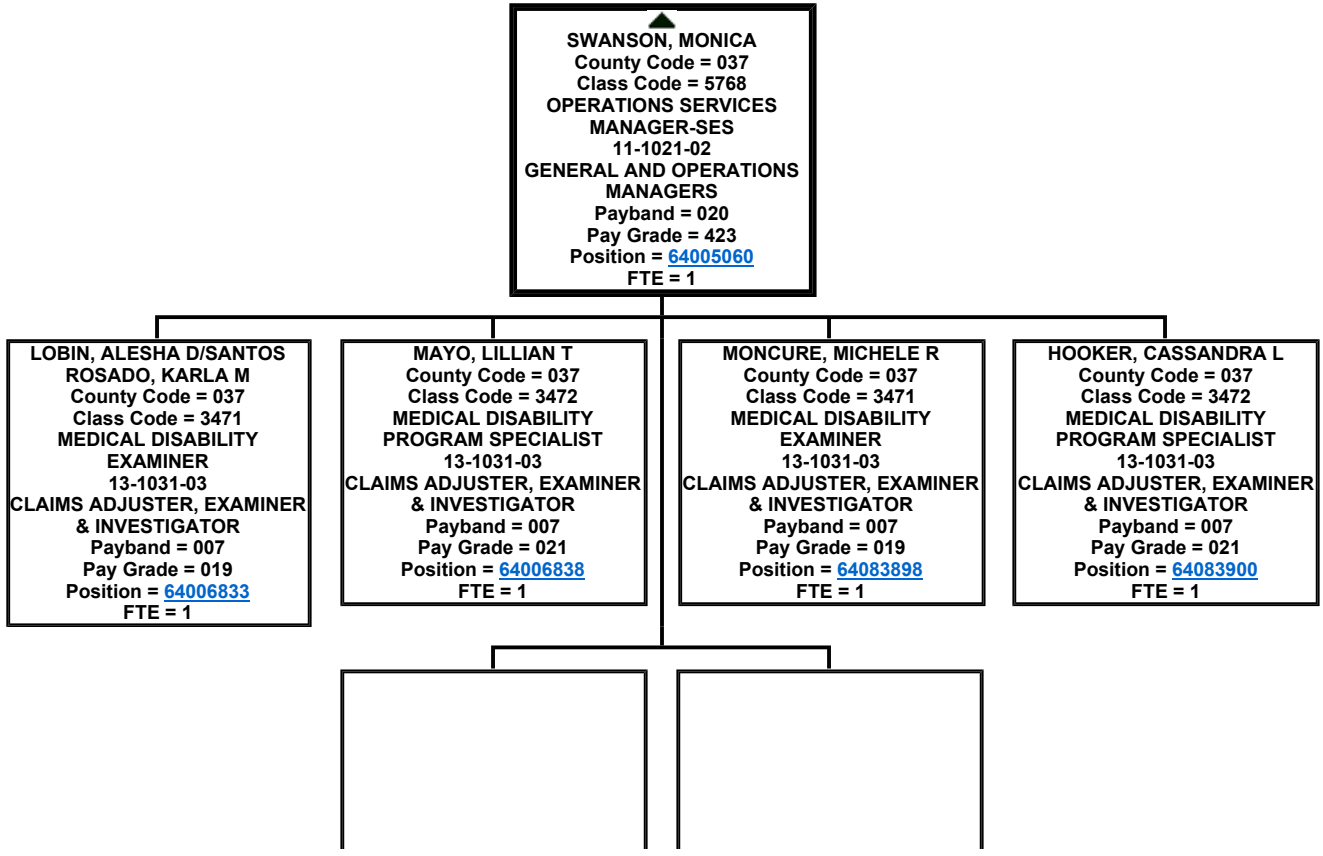 SWANSON, MONICA
County Code = 037
Class Code = 5768
OPERATIONS SERVICES
MANAGER-SES
11-1021-02
GENERAL AND OPERATIONS
MANAGERS
Payband = 020
Pay Grade = 423
Position = 64005060
FTE = 1
LOBIN, ALESHA D/SANTOS
ROSADO, KARLA M
County Code = 037
Class Code = 3471
MEDICAL DISABILITY
EXAMINER
13-1031-03
CLAIMS ADJUSTER, EXAMINER
& INVESTIGATOR
Payband = 007
Pay Grade = 019
Position = 64006833
FTE = 1
MAYO, LILLIAN T
County Code = 037
Class Code = 3472
MEDICAL DISABILITY
PROGRAM SPECIALIST
13-1031-03
CLAIMS ADJUSTER, EXAMINER
& INVESTIGATOR
Payband = 007
Pay Grade = 021
Position = 64006838
FTE = 1
MONCURE, MICHELE R
County Code = 037
Class Code = 3471
MEDICAL DISABILITY
EXAMINER
13-1031-03
CLAIMS ADJUSTER, EXAMINER
& INVESTIGATOR
Payband = 007
Pay Grade = 019
Position = 64083898
FTE = 1
HOOKER, CASSANDRA L
County Code = 037
Class Code = 3472
MEDICAL DISABILITY
PROGRAM SPECIALIST
13-1031-03
CLAIMS ADJUSTER, EXAMINER
& INVESTIGATOR
Payband = 007
Pay Grade = 021
Position = 64083900
FTE = 1